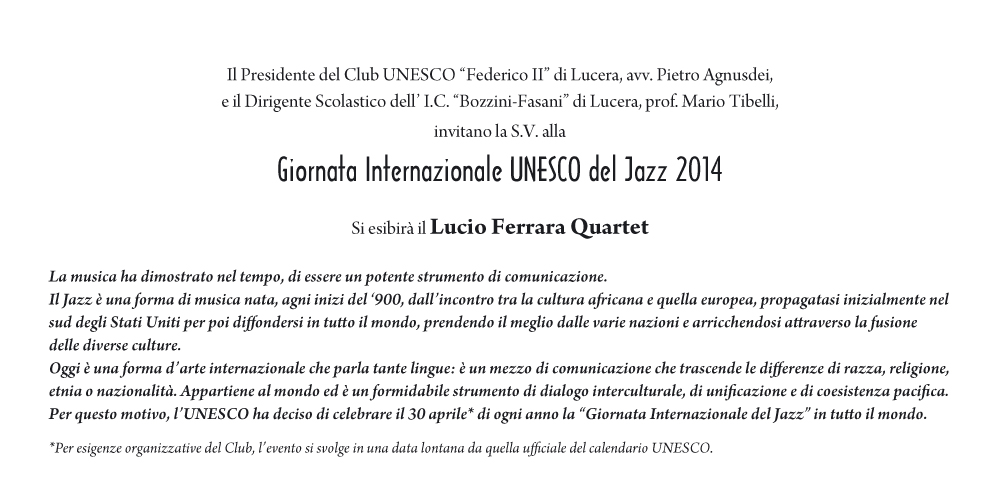 Il Presidente del Club UNESCO “Federico II” di Lucera, avv. Pietro Agnusdei,
e il Dirigente Scolastico dell’ I.C. “Bozzini-Fasani” di Lucera, prof. Mario Tibelli,
invitano la S.V. alla
Giornata Internazionale UNESCO del Jazz 2014
Si esibirà il Lucio Ferrara Quartet
La musica ha dimostrato nel tempo, di essere un potente strumento di comunicazione.
Il Jazz è una forma di musica nata, agni inizi del ‘900, dall’incontro tra la cultura africana e quella europea, propagatasi inizialmente nel
sud degli Stati Uniti per poi diffondersi in tutto il mondo, prendendo il meglio dalle varie nazioni e arricchendosi attraverso la fusione
delle diverse culture.
Oggi è una forma d’arte internazionale che parla tante lingue: è un mezzo di comunicazione che trascende le differenze di razza, religione,
etnia o nazionalità. Appartiene al mondo ed è un formidabile strumento di dialogo interculturale, di unificazione e di coesistenza pacifica.
Per questo motivo, l’UNESCO ha deciso di celebrare il 30 aprile* di ogni anno la “Giornata Internazionale del Jazz” in tutto il mondo.
*Per esigenze organizzative del Club, l’evento si svolge in una data lontana da quella ufficiale del calendario UNESCO.